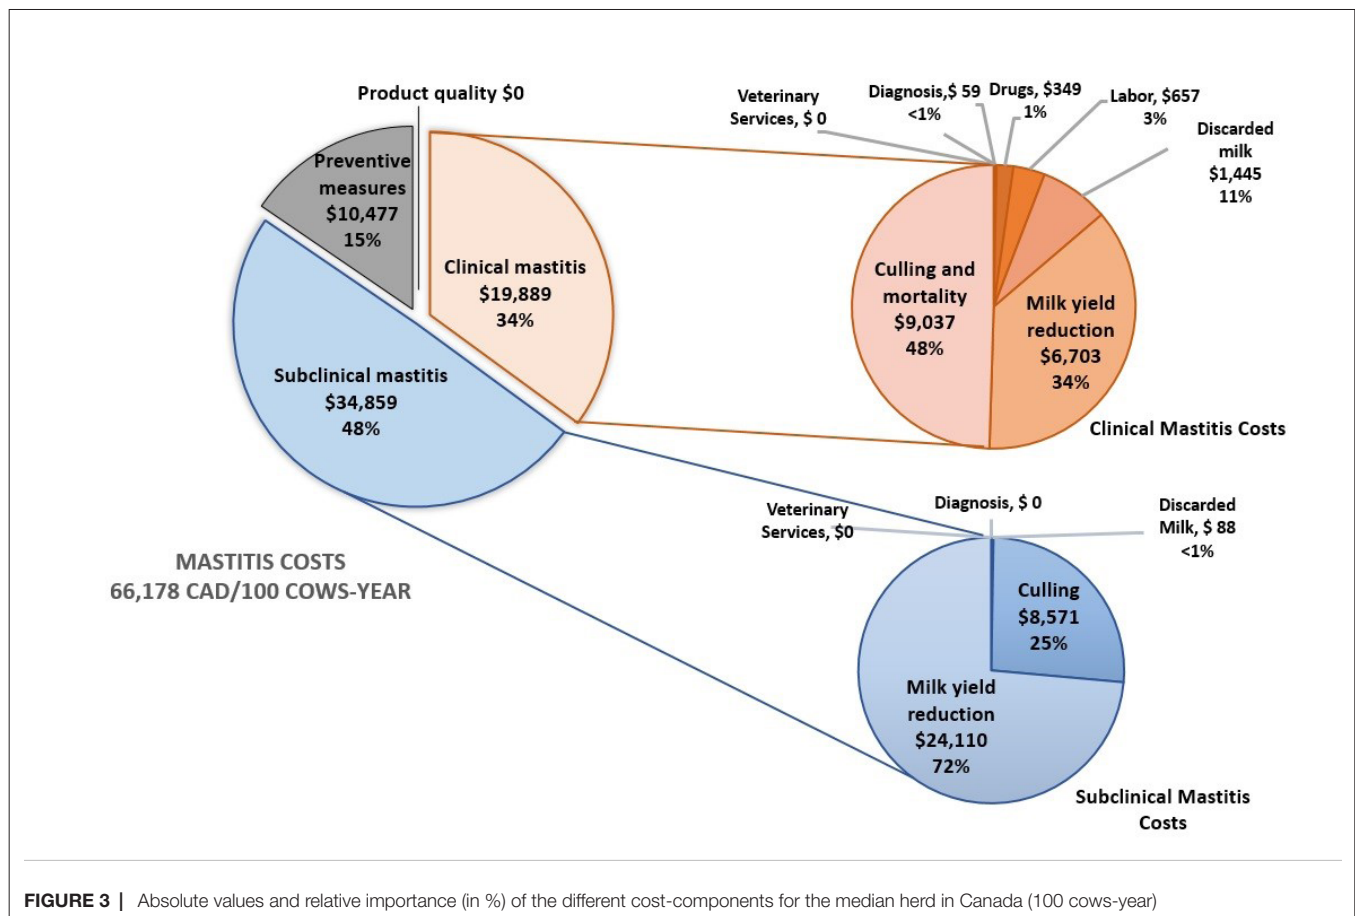 Product quality $0
Preventive
measures
$10,477
15%
Clinical mastitis
$19,889
34%
Subclinical mastitis
$34,859
48%
MASTITIS COSTS
66,178 CAD/100 COWS-YEAR
Veterinary
Services, $ 0
Diagnosis,$ 59
<1%
Drugs, $349
1%
Labor, $657
3%
Discarded
milk
$1,445
11%
Culling and
mortality
$9,037
48%
Milk yield
reduction
$6,703
34%
Clinical Mastitis Costs
Veterinary
Services, $0
Diagnosis, $ 0
Discarded
Milk, $ 88
<1%
Culling
$8,571
25%
Milk yield
reduction
$24,110
72%
Subclinical Mastitis
Costs
FIGURE 3 | Absolute values and relative importance (in %) of the different cost-components for the median herd in Canada (100 cows-year)